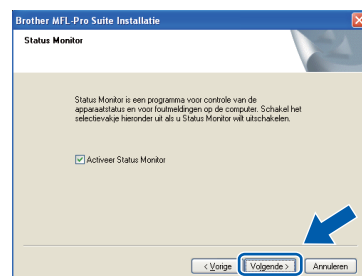 Brother MFL-Pro Suite Installatie
Status Monitor
Status Monitor is een programma voor controle van de
apparaatstatus en voor foutmeldingen op de computer. Schakel het
selectievakje hieronder uit als u Status Monitor wilt uitschakelen.
Activeer Status Monitor
< Vorige Volgende > Annuleren